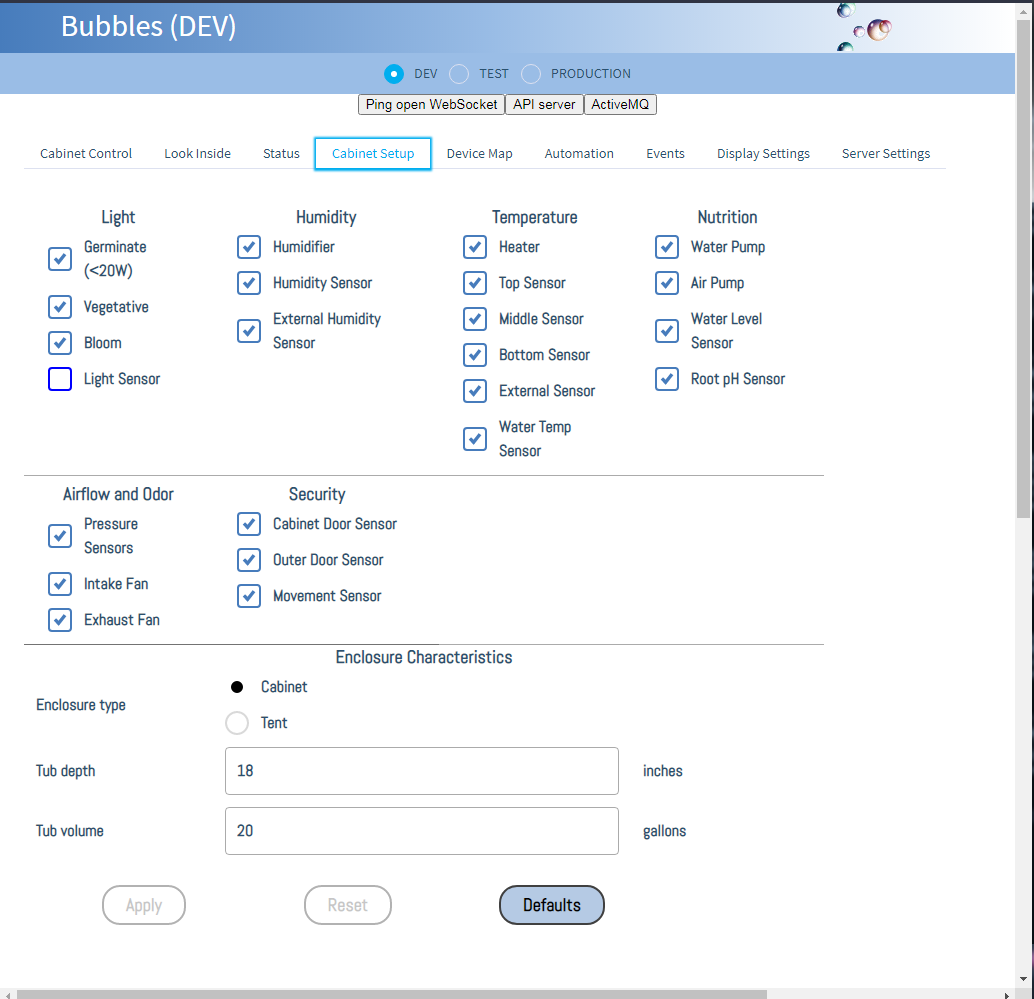 Bubbles (DEV)
DEV TEST PRODUCTION
Ping open WebSocket API server ActiveMQ
Cabinet Control Look Inside Status Cabinet Setup Device Map Automation Events Display Settings Server Settings
Light
Germinate
(<20W)
Vegetative
Bloom
Light Sensor
Humidity
Humidifier
Humidity Sensor
External Humidity
Sensor
Temperature
Heater
Top Sensor
Middle Sensor
Bottom Sensor
External Sensor
Water Temp
Sensor
Nutrition
Water Pump
Air Pump
Water Level
Sensor
Root pH Sensor
Airflow and Odor
Pressure
Sensors
Intake Fan
Exhaust Fan
Security
Cabinet Door Sensor
Outer Door Sensor
Movement Sensor
Enclosure Characteristics
Enclosure type
Cabinet
Tent
Tub depth 18 inches
Tub volume 20 gallons
Apply Reset Defaults